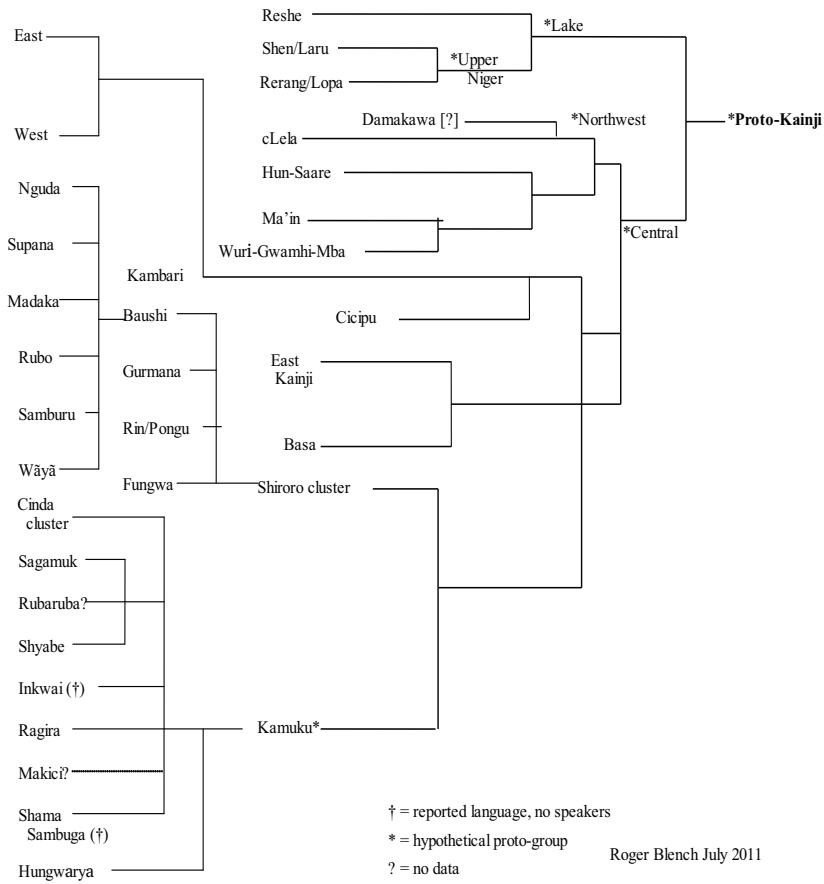 Reshe
*Lake
East
Shen/Laru
*Upper
Niger
Rerang/Lopa
Damakawa [?]
*Northwest
*Proto-Kainji
West
cLela
Hun-Saare
Nguda
Ma'in
*Central
Supana
Wuri-Gwamhi-Mba
Kambari
Madaka
Baushi
Cicipu
Rubo
East
Kainji
Gurmana
Samburu
Rin/Pongu
Basa
Wãyã
Fungwa
Shiroro cluster
Cinda
cluster
Sagamuk
Rubaruba?
Shyabe
Inkwai (†)
Ragira
Kamuku*
Makici?
Shama
Sambuga (†)
Hungwarya
† = reported language, no speakers
* = hypothetical proto-group
? = no data
Roger Blench July 2011